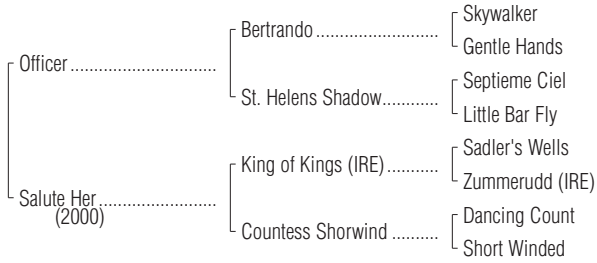 Skywalker
Bertrando ..........................
Gentle Hands
Officer ...............................
Septieme Ciel
St. Helens Shadow............
Little Bar Fly
Sadler's Wells
King of Kings (IRE) ...........
Zummerudd (IRE)
Salute Her .........................
(2000)
Dancing Count
Countess Shorwind ..........
Short Winded